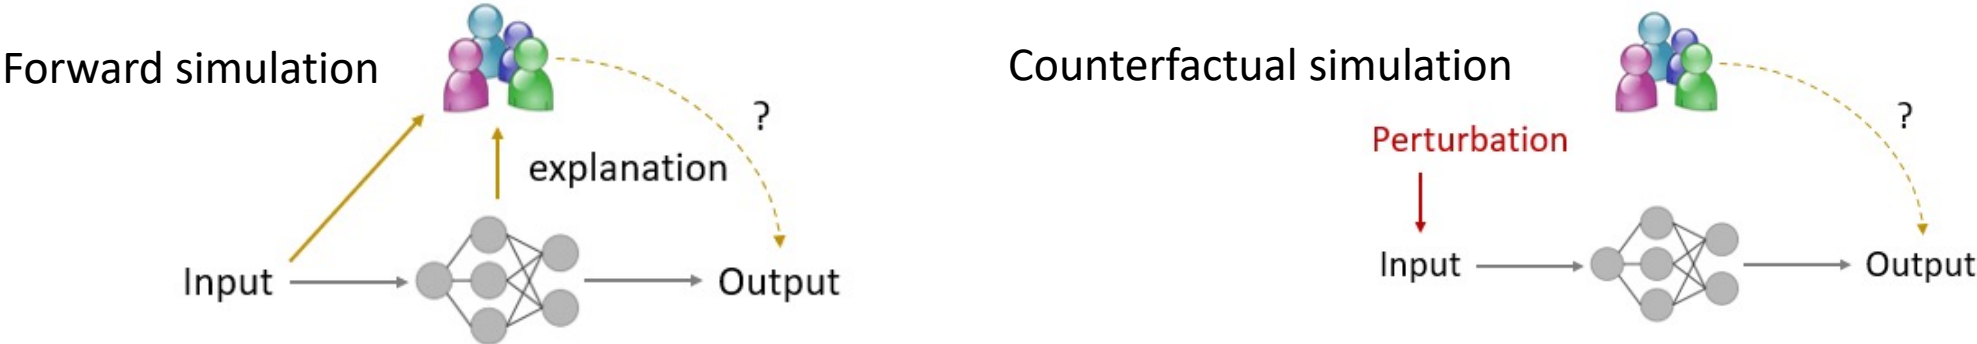 Forward simulation
?
explanation
Input
Output
Counterfactual simulation
?
Perturbation
Input
Output